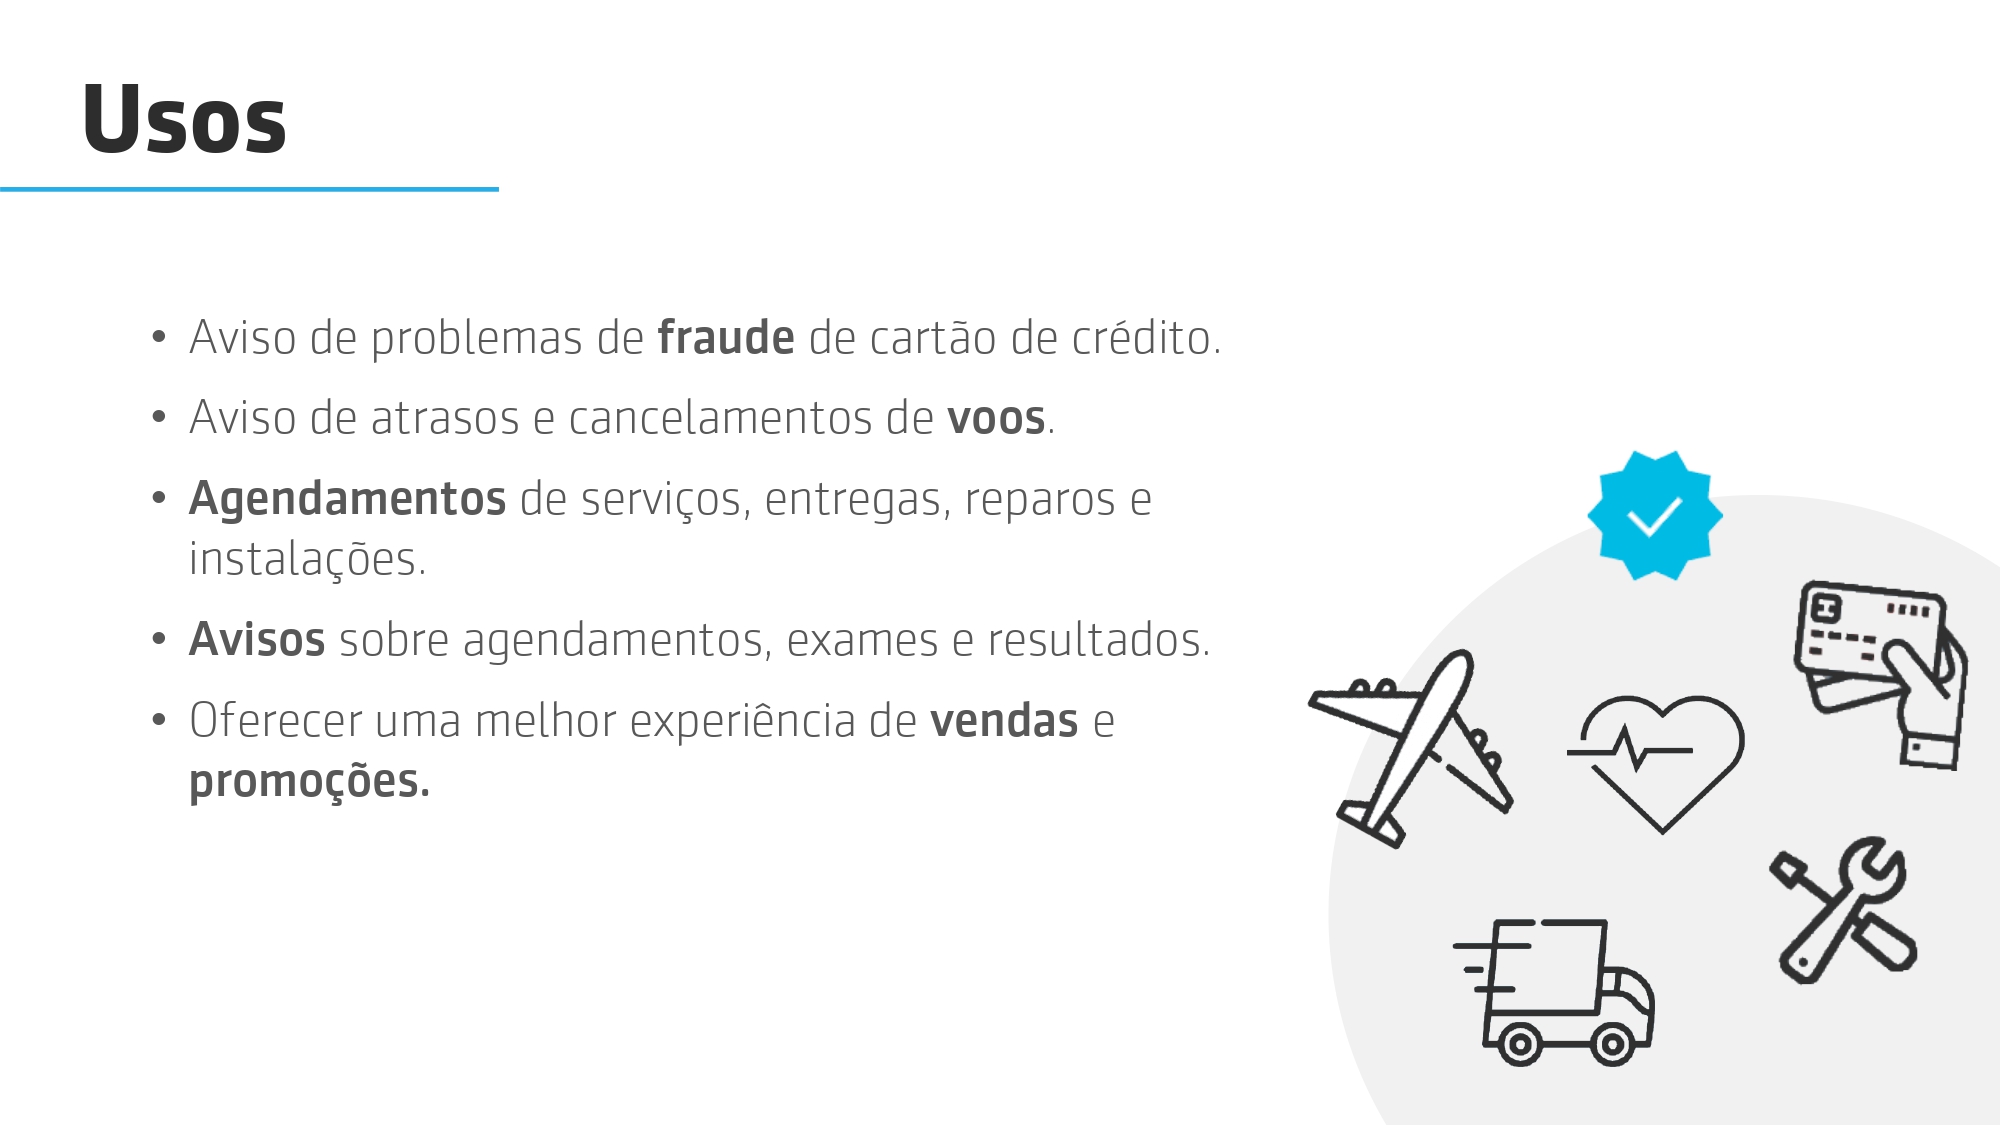 Usos
• Aviso de problemas de fraude de cartão de crédito.
• Aviso de atrasos e cancelamentos de voos.
• Agendamentos de serviços, entregas, reparos e
instalações.
• Avisos sobre agendamentos, exames e resultados.
• Oferecer uma melhor experiência de vendas e
promoções.